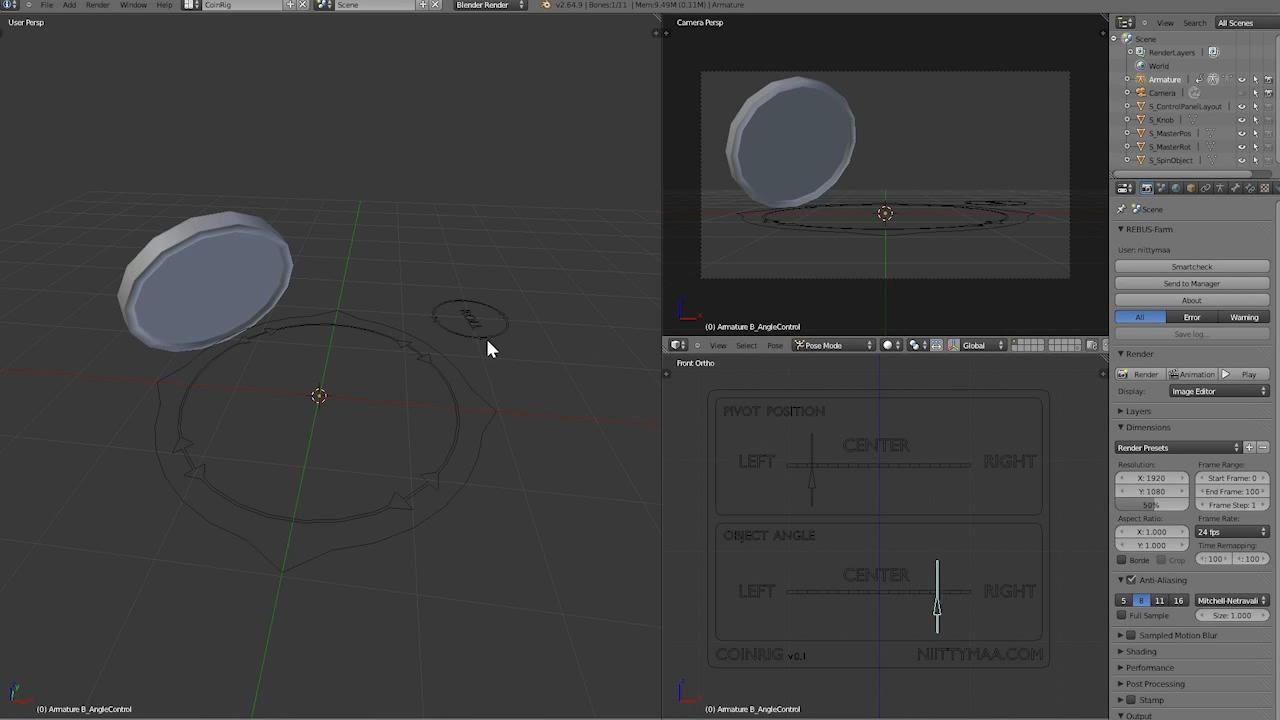 File Add Render Window Help CoinRig Scene Blender Render v2.64.9 | Bones:1/11 | Mem:9.49M (0.11M) | Armature
User Persp
ROLL
(0) Armature B_AngleControl
Camera Persp
(0) Armature B_AngleControl
View Select Pose Pose Mode Global
Front Ortho
PIVOT POSITION
CENTER
LEFT RIGHT
OBJECT ANGLE
CENTER
LEFT RIGHT
COINRIG v0.1 NIITTYMAA.COM
(0) Armature B_AngleControl
View Search All Scenes
Scene
RenderLayers
World
Armature
Camera
S_ControlPanelLayout
S_Knob
S_MasterPos
S_MasterRot
S_SpinObject
Scene
REBUS-Farm
User: niittymaa
Smartcheck
Send to Manager
About
All Error Warning
Save log...
Render
Render Animation Play
Display: Image Editor
Layers
Dimensions
Render Presets
Resolution: Frame Range:
X: 1920 Start Frame: 0
Y: 1080 End Frame: 100
50% Frame Step: 1
Aspect Ratio: Frame Rate:
X: 1.000 24 fps
Y: 1.000 Time Remapping:
Borde Crop : 100 : 100
Anti-Aliasing
5 8 11 16 Mitchell-Netravali
Full Sample Size: 1.000
Sampled Motion Blur
Shading
Performance
Post Processing
Stamp
Output